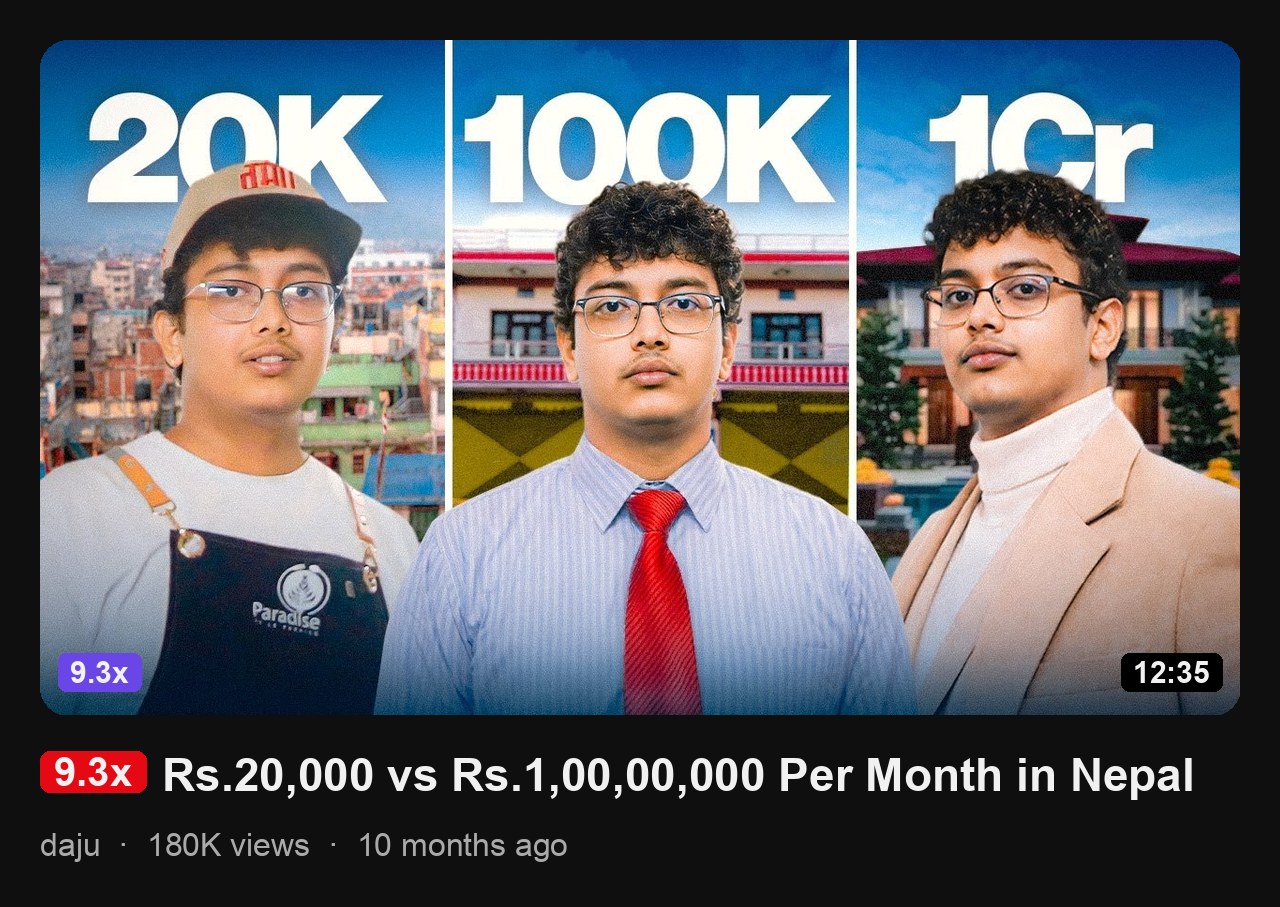 20K
100K
1Cr
Paradise
9.3x
12:35
9.3x Rs.20,000 vs Rs.1,00,00,000 Per Month in Nepal
daju · 180K views · 10 months ago